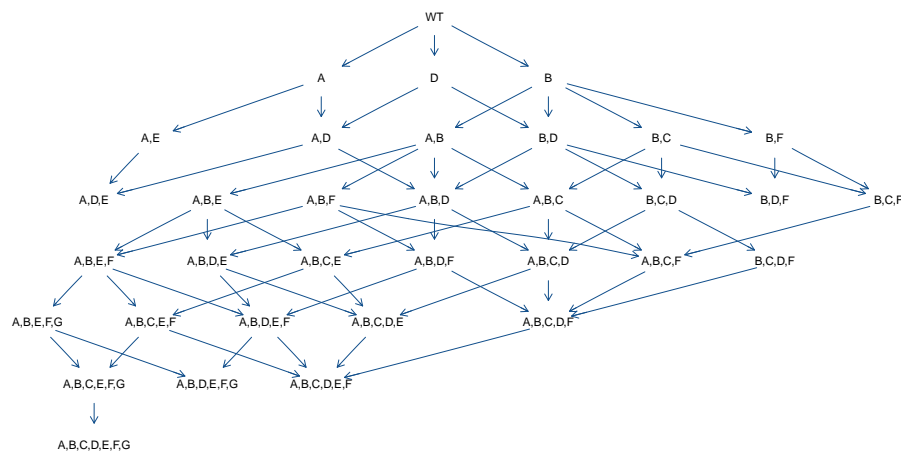 WT
A D B
A,E A,D A,B B,D B,C B,F
A,D,E A,B,E A,B,F A,B,D A,B,C B,C,D B,D,F B,C,F
A,B,E,F A,B,D,E A,B,C,E A,B,D,F A,B,C,D A,B,C,F B,C,D,F
A,B,E,F,G A,B,C,E,F A,B,D,E,F A,B,C,D,E A,B,C,D,F
A,B,C,E,F,G A,B,D,E,F,G A,B,C,D,E,F
A,B,C,D,E,F,G